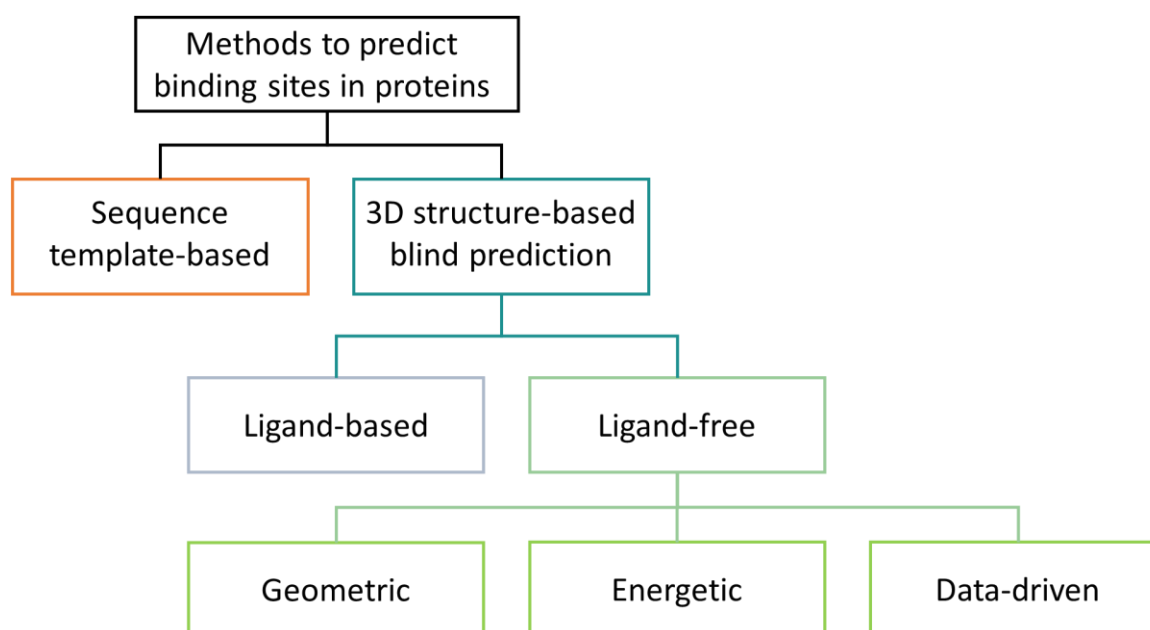 Methods to predict
binding sites in proteins
Sequence
template-based
3D structure-based
blind prediction
Ligand-based
Ligand-free
Geometric
Energetic
Data-driven